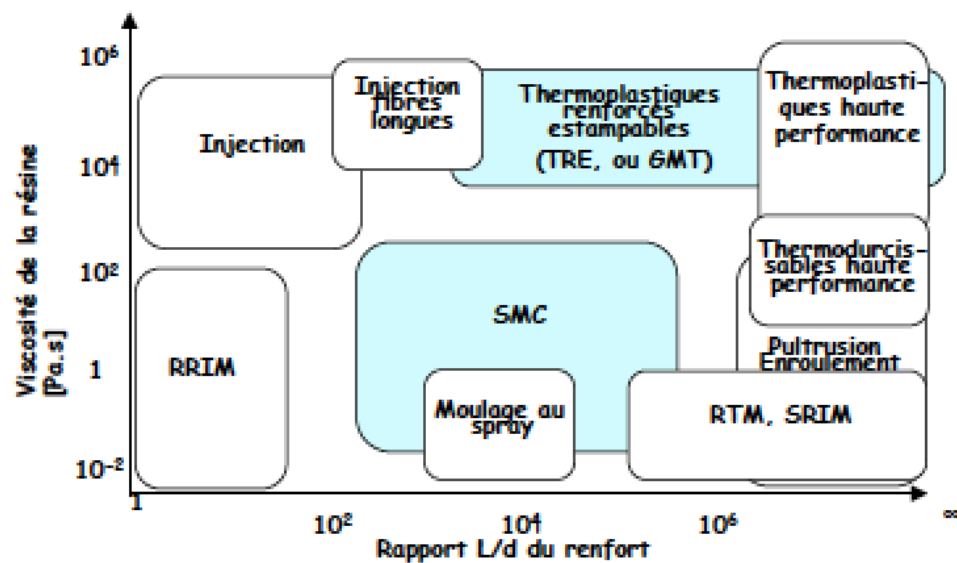 10⁶
10⁴
10²
1
10⁻²
Viscosité de la résine
[Pa.s]
Injection
Injection
fibres
longues
Thermoplastiques
renforcés
estampables
(TRE, ou GMT)
Thermoplasti-
ques haute
performance
Thermodurcis-
sables haute
performance
SMC
RRIM
Pultrusion
Enroulement
Moulage au
spray
RTM, SRIM
1
10²
10⁴
10⁶
∞
Rapport L/d du renfort